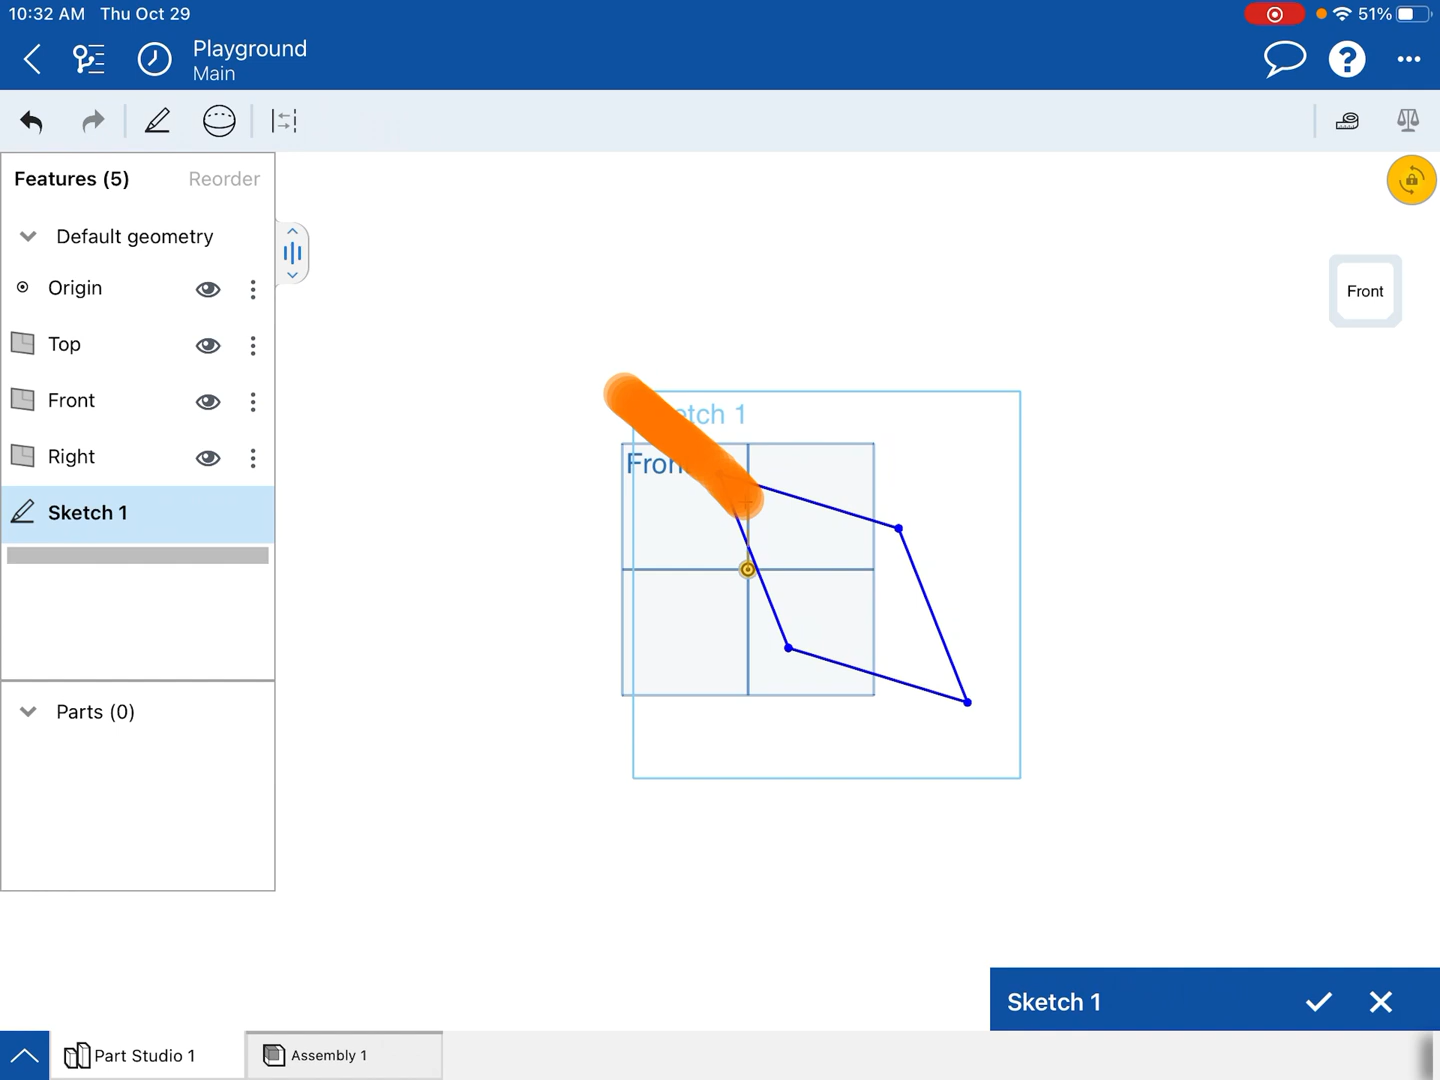 10:32 AM Thu Oct 29
51%
Playground
Main
Features (5)
Reorder
Default geometry
Origin
Top
Front
Right
Sketch 1
Parts (0)
Front
etch 1
Fron
Sketch 1
Part Studio 1
Assembly 1